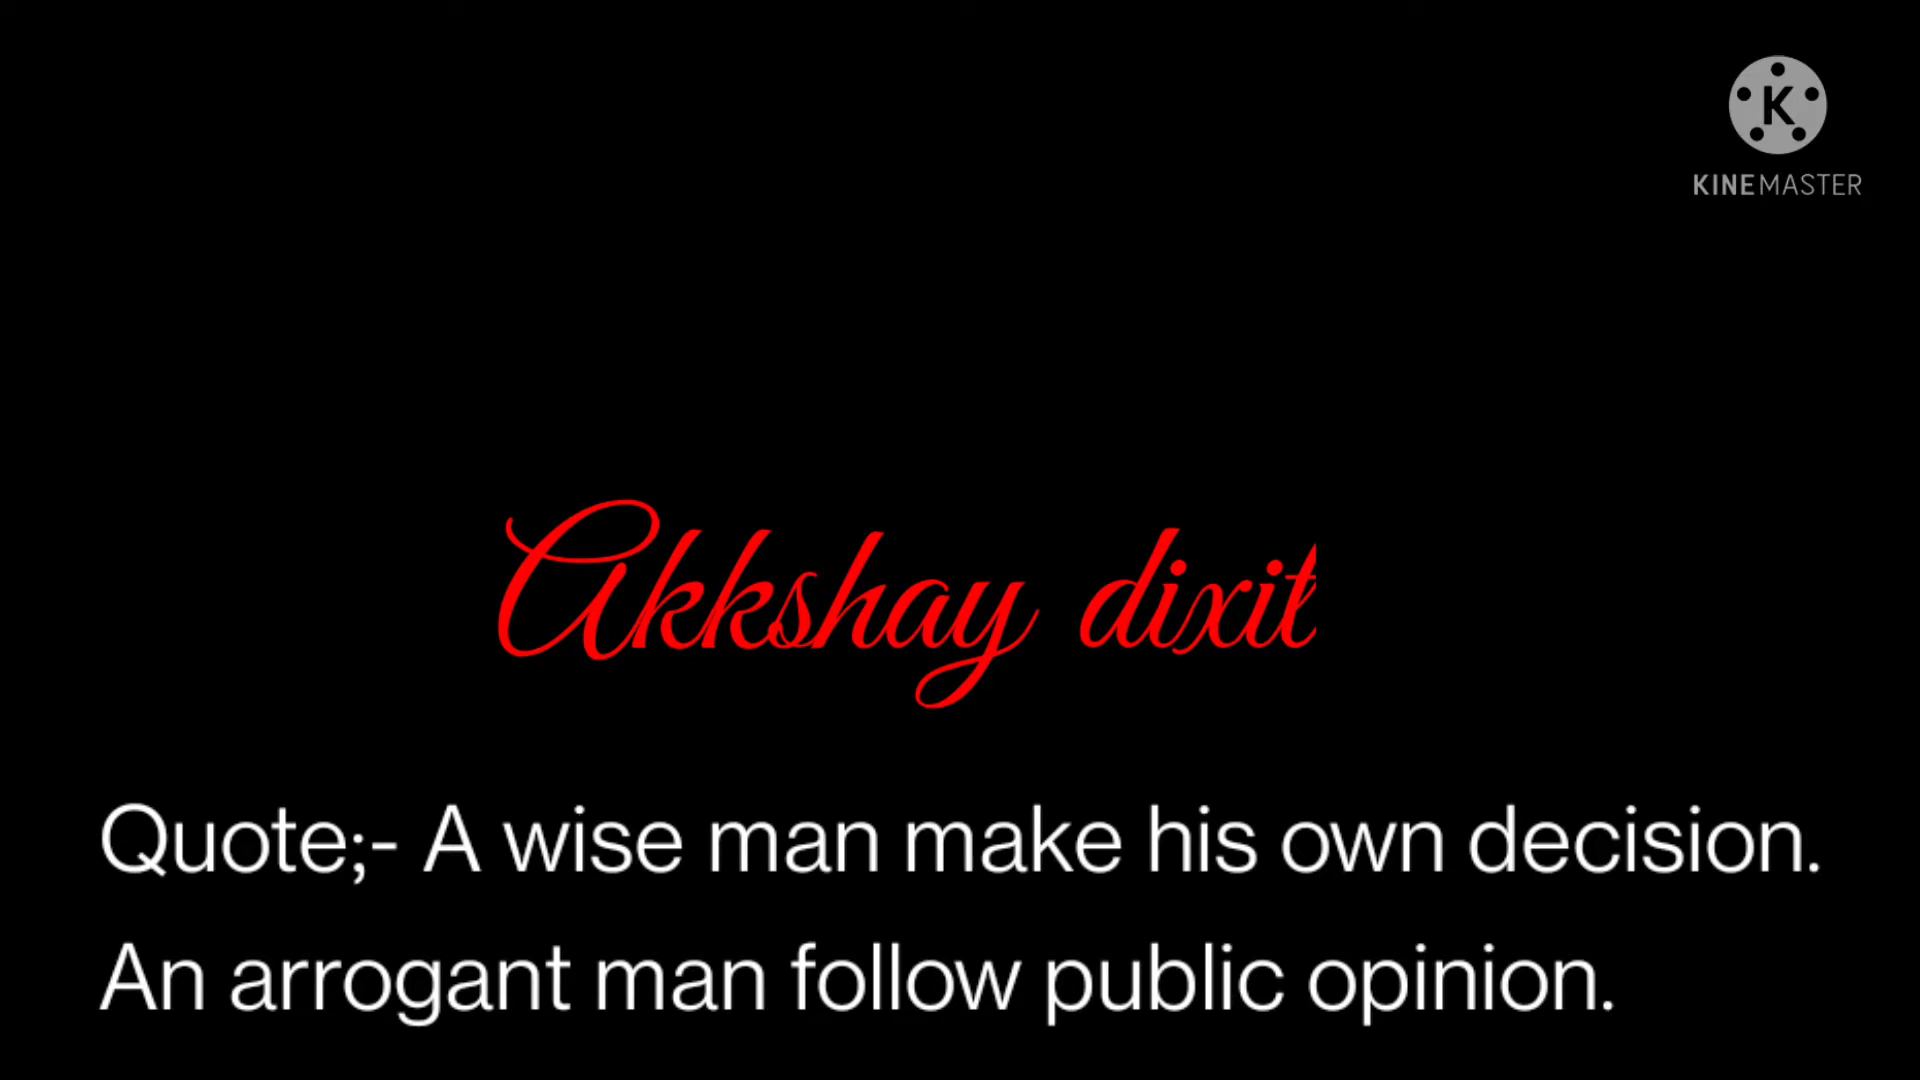 K
KINEMASTER
Akkshay dixit
Quote;- A wise man make his own decision.
An arrogant man follow public opinion.